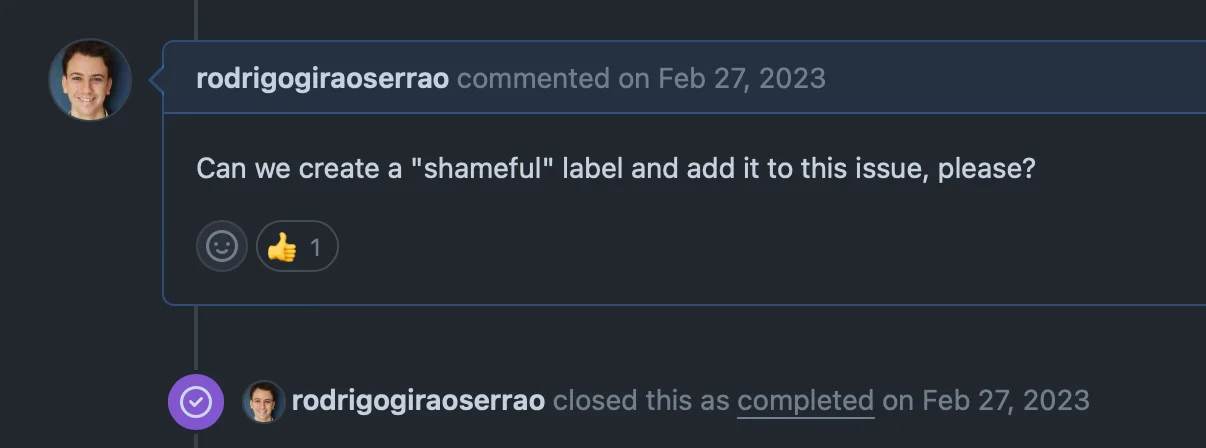 rodrigogiraoserrao commented on Feb 27, 2023
Can we create a "shameful" label and add it to this issue, please?
👍 1
rodrigogiraoserrao closed this as completed on Feb 27, 2023